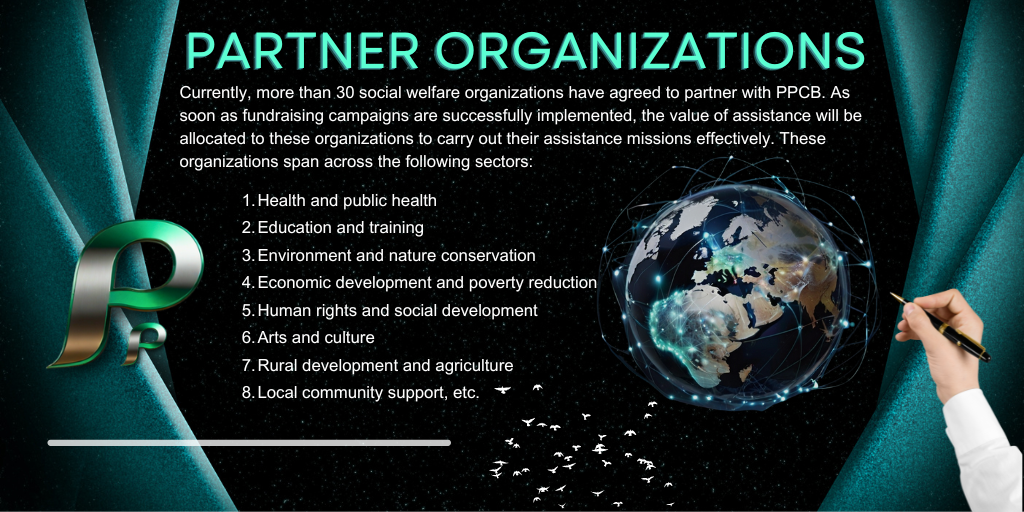 PARTNER ORGANIZATIONS
Currently, more than 30 social welfare organizations have agreed to partner with PPCB. As
soon as fundraising campaigns are successfully implemented, the value of assistance will be
allocated to these organizations to carry out their assistance missions effectively. These
organizations span across the following sectors:
1. Health and public health
2. Education and training
3. Environment and nature conservation
4. Economic development and poverty reduction
5. Human rights and social development
6. Arts and culture
7. Rural development and agriculture
8. Local community support, etc.
P
P